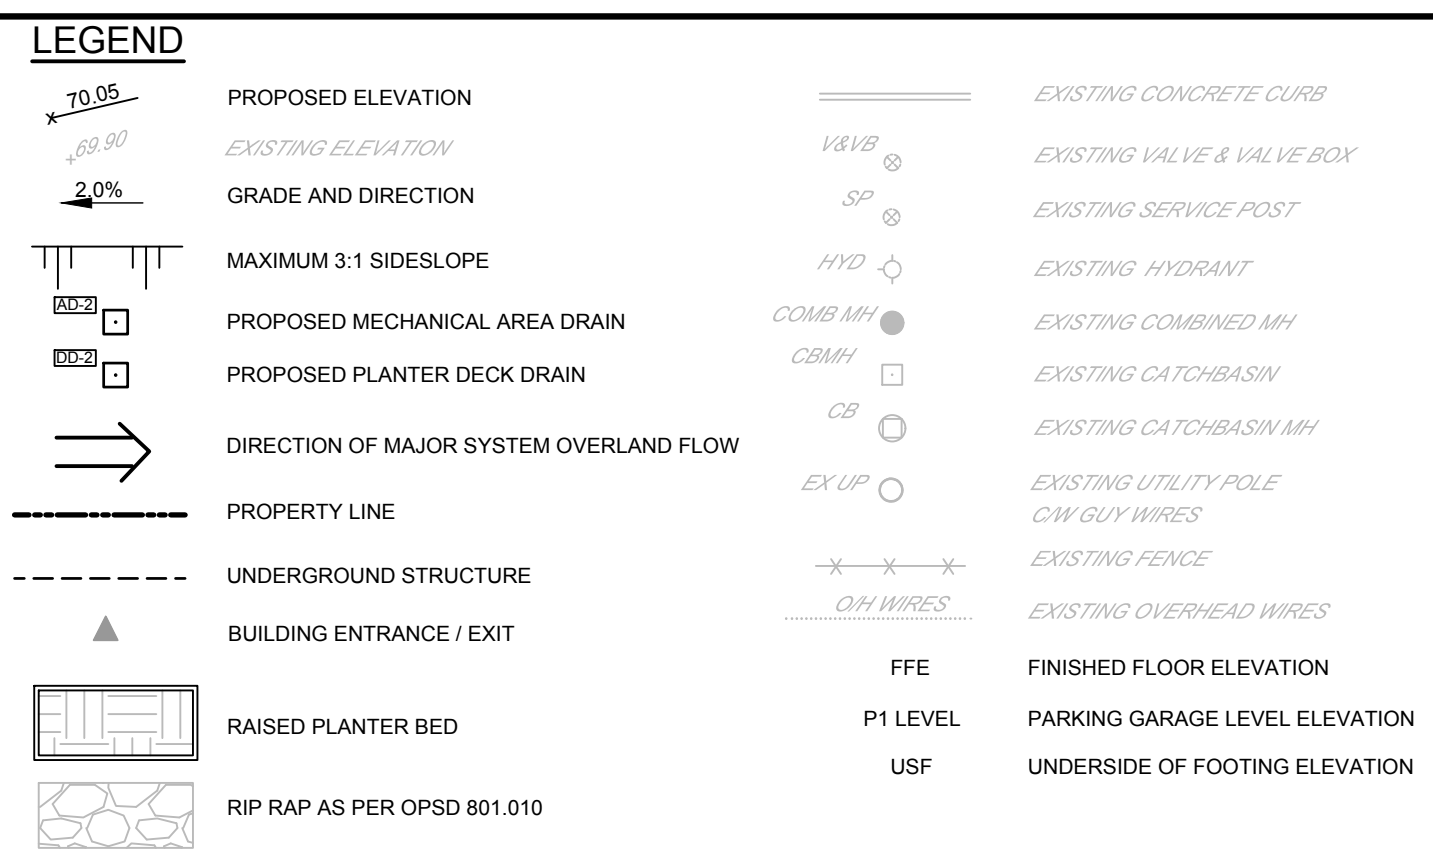 LEGEND
70.05 PROPOSED ELEVATION
69.90 EXISTING ELEVATION
2.0% GRADE AND DIRECTION
MAXIMUM 3:1 SIDESLOPE
AD-2 PROPOSED MECHANICAL AREA DRAIN
DD-2 PROPOSED PLANTER DECK DRAIN
DIRECTION OF MAJOR SYSTEM OVERLAND FLOW
PROPERTY LINE
UNDERGROUND STRUCTURE
BUILDING ENTRANCE / EXIT
RAISED PLANTER BED
RIP RAP AS PER OPSD 801.010
EXISTING CONCRETE CURB
V&VB EXISTING VALVE & VALVE BOX
SP EXISTING SERVICE POST
HYD EXISTING HYDRANT
COMB MH EXISTING COMBINED MH
CBMH EXISTING CATCHBASIN
CB EXISTING CATCHBASIN MH
EX UP EXISTING UTILITY POLE
C/W GUY WIRES
EXISTING FENCE
O/H WIRES EXISTING OVERHEAD WIRES
FFE FINISHED FLOOR ELEVATION
P1 LEVEL PARKING GARAGE LEVEL ELEVATION
USF UNDERSIDE OF FOOTING ELEVATION